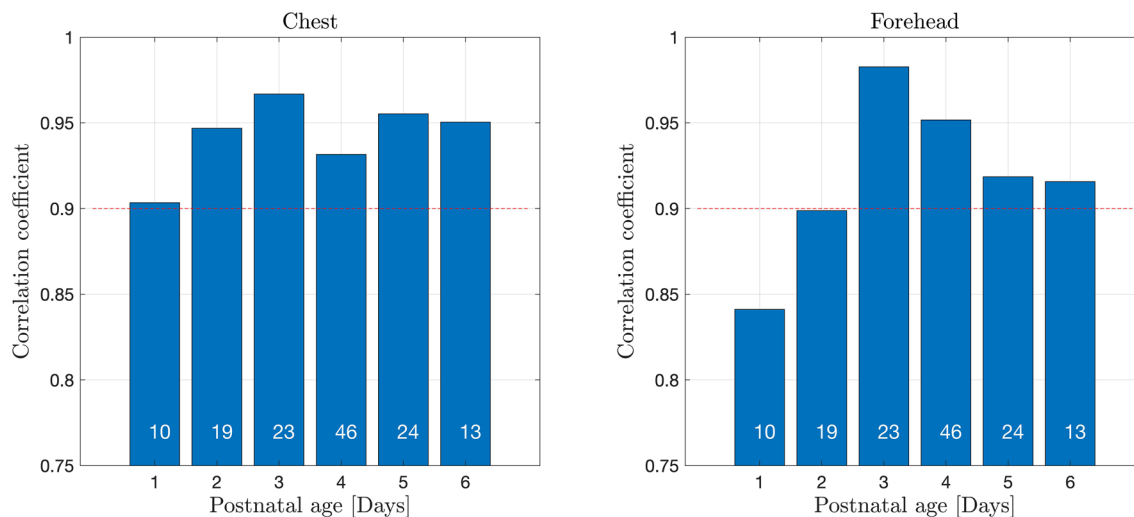 Chest
Correlation coefficient
1
0.95
0.9
0.85
0.8
0.75
10 19 23 46 24 13
1 2 3 4 5 6
Postnatal age [Days]
Forehead
Correlation coefficient
1
0.95
0.9
0.85
0.8
0.75
10 19 23 46 24 13
1 2 3 4 5 6
Postnatal age [Days]